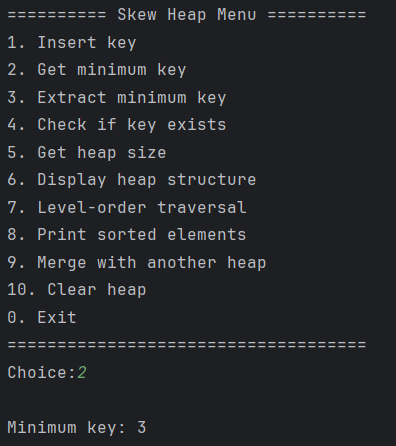 ========== Skew Heap Menu ==========
1. Insert key
2. Get minimum key
3. Extract minimum key
4. Check if key exists
5. Get heap size
6. Display heap structure
7. Level-order traversal
8. Print sorted elements
9. Merge with another heap
10. Clear heap
0. Exit
====================================
Choice:2
Minimum key: 3